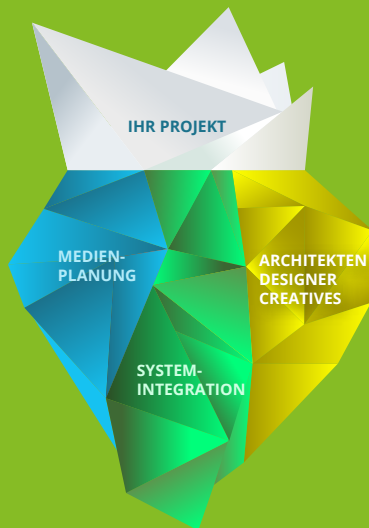 IHR PROJEKT
MEDIEN-
PLANUNG
ARCHITEKTEN
DESIGNER
CREATIVES
SYSTEM-
INTEGRATION